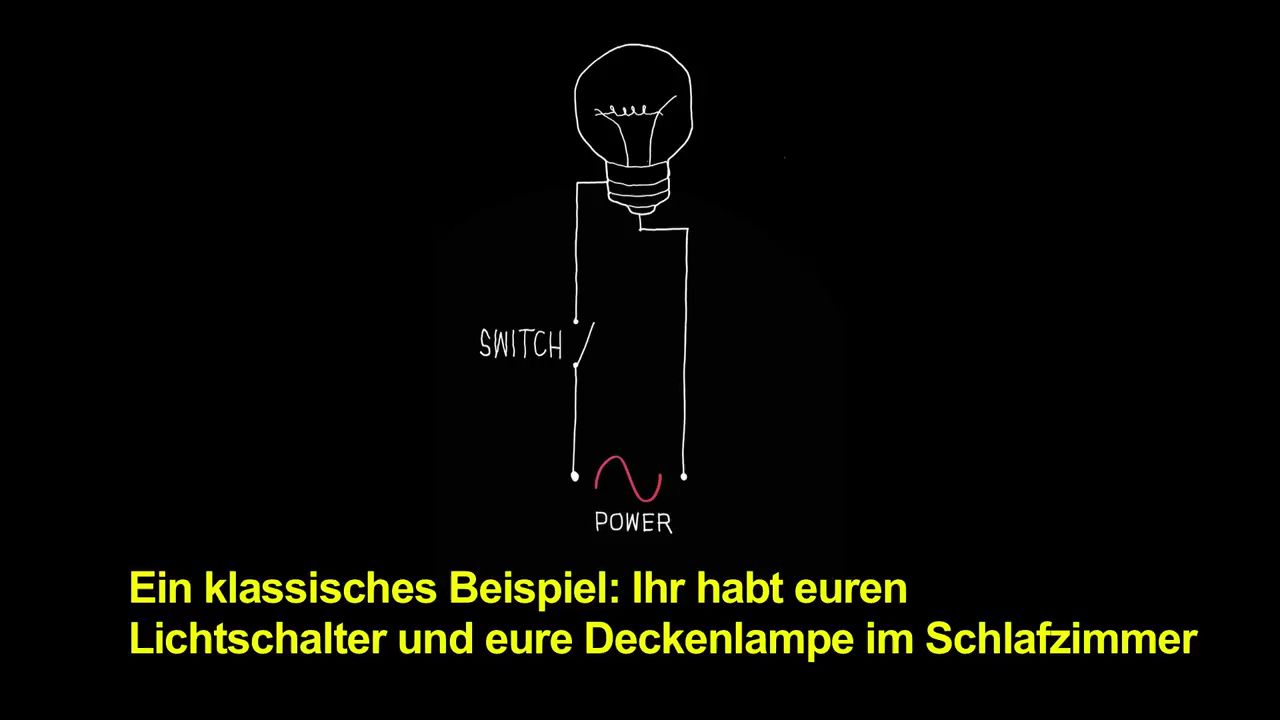 SWITCH
POWER
Ein klassisches Beispiel: Ihr habt euren
Lichtschalter und eure Deckenlampe im Schlafzimmer